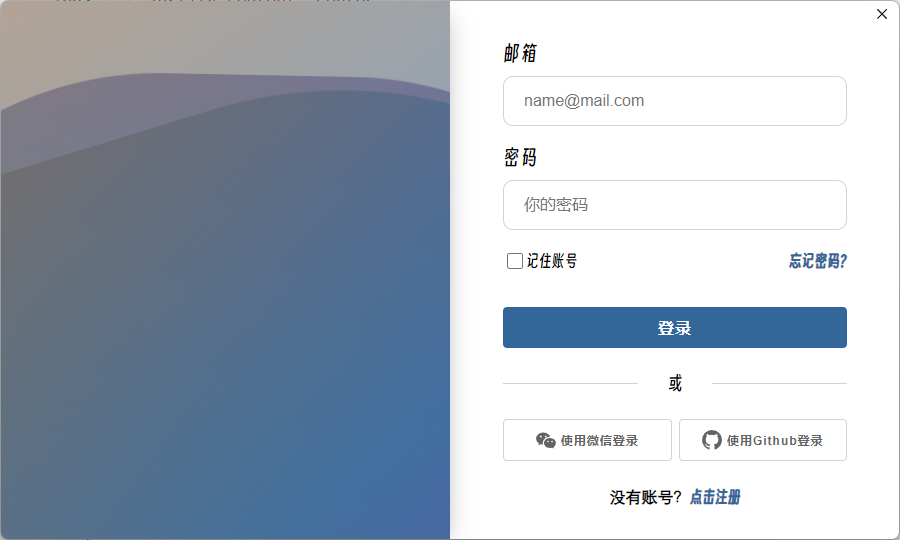 邮箱
name@mail.com
密码
你的密码
记住账号 忘记密码?
登录
或
使用微信登录 使用Github登录
没有账号? 点击注册